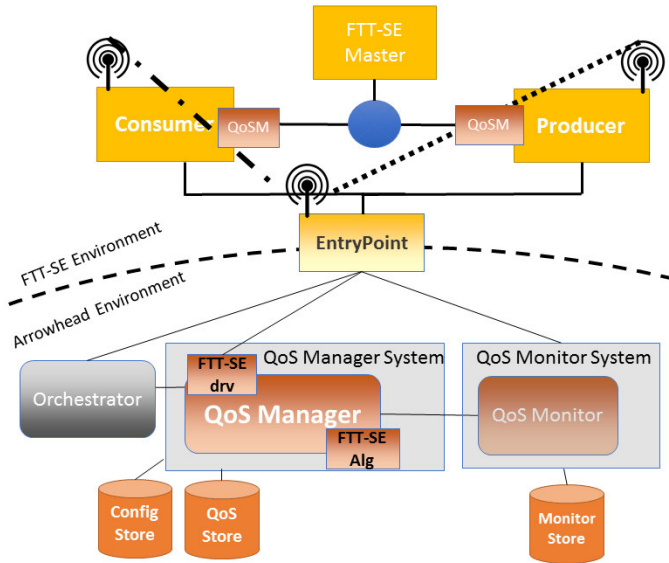 FTT-SE
Master
Consumer
QoSM
QoSM
Producer
EntryPoint
FTT-SE Environment
Arrowhead Environment
FTT-SE
drv
QoS Manager System
QoS Monitor System
Orchestrator
QoS Manager
QoS Monitor
FTT-SE
Alg
Config
Store
QoS
Store
Monitor
Store